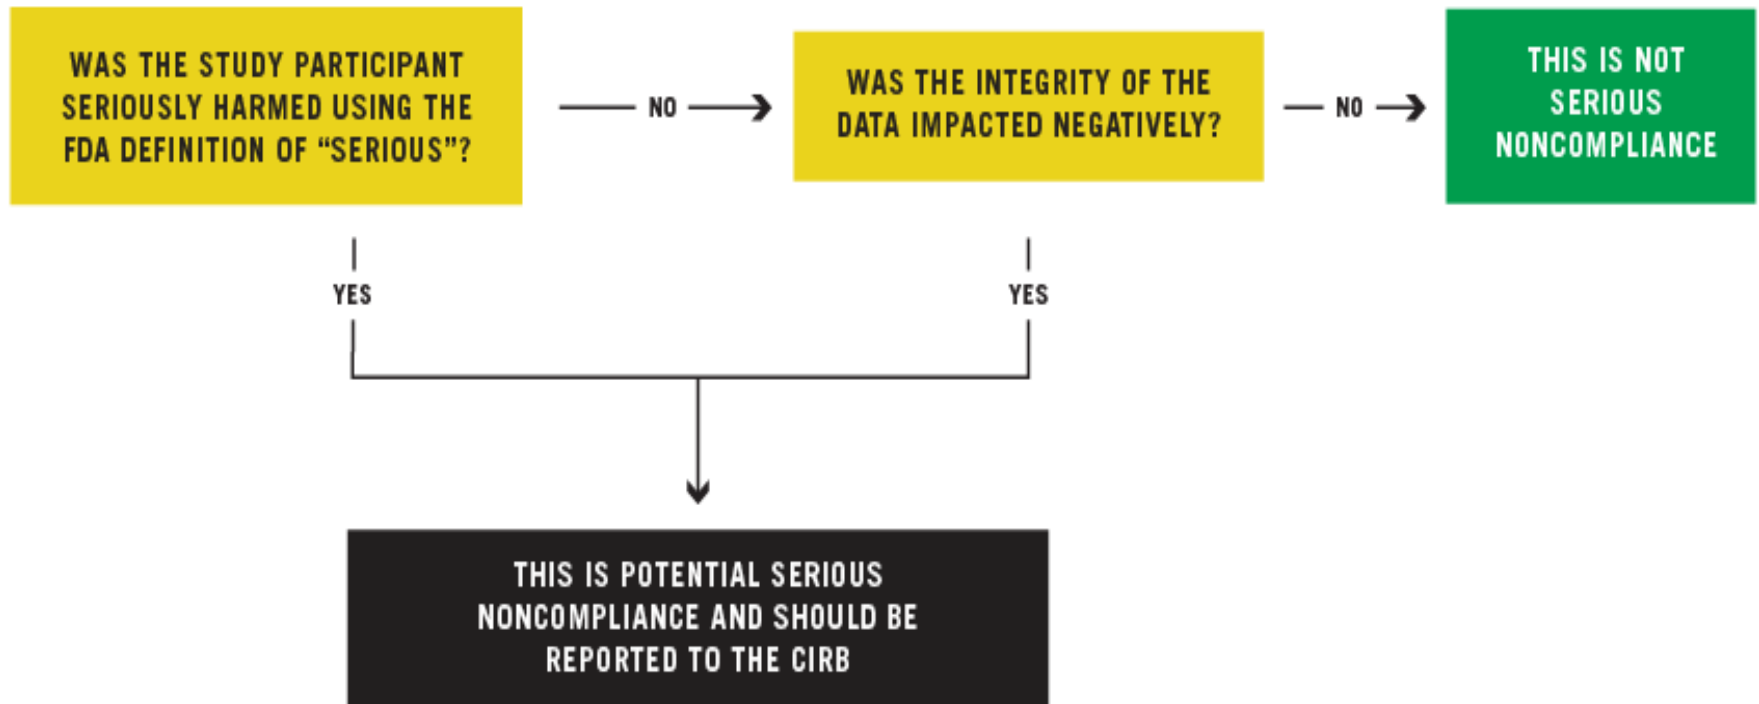 WAS THE STUDY PARTICIPANT
SERIOUSLY HARMED USING THE
FDA DEFINITION OF “SERIOUS”?
NO
WAS THE INTEGRITY OF THE
DATA IMPACTED NEGATIVELY?
NO
THIS IS NOT
SERIOUS
NONCOMPLIANCE
YES
YES
THIS IS POTENTIAL SERIOUS
NONCOMPLIANCE AND SHOULD BE
REPORTED TO THE CIRB